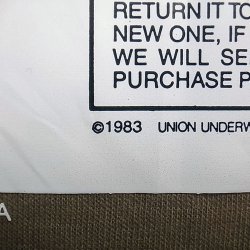 RETURN IT TO
NEW ONE, IF
WE WILL SE
PURCHASE P
©1983 UNION UNDERW
A